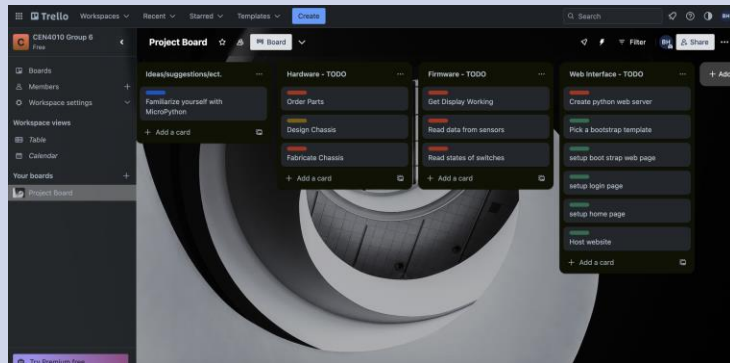 Trello
Workspaces
Recent
Starred
Templates
Create
Search
CEN4010 Group 6
Free
Boards
Members
Workspace settings
Workspace views
Table
Calendar
Your boards
Project Board
Try Premium free
Project Board
Board
Filter
BH
Share
Ideas/suggestions/ect.
Familiarize yourself with
MicroPython
+ Add a card
Hardware - TODO
Order Parts
Design Chassis
Fabricate Chassis
+ Add a card
Firmware - TODO
Get Display Working
Read data from sensors
Read states of switches
+ Add a card
Web Interface - TODO
Create python web server
Pick a bootstrap template
setup boot strap web page
setup login page
setup home page
Host website
+ Add a card
+ Add